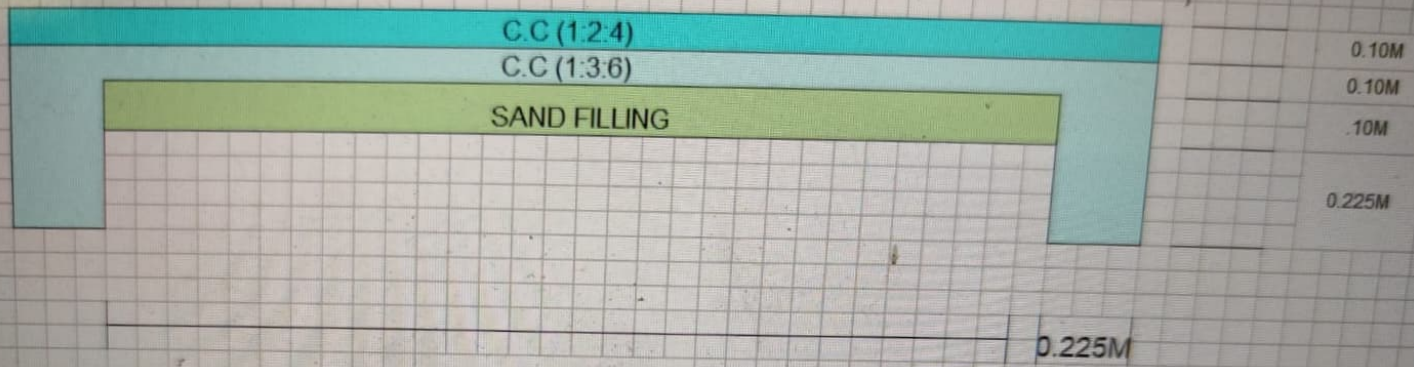 C.C (1:2:4)
0.10M
C.C (1:3:6)
0.10M
SAND FILLING
.10M
0.225M
0.225M